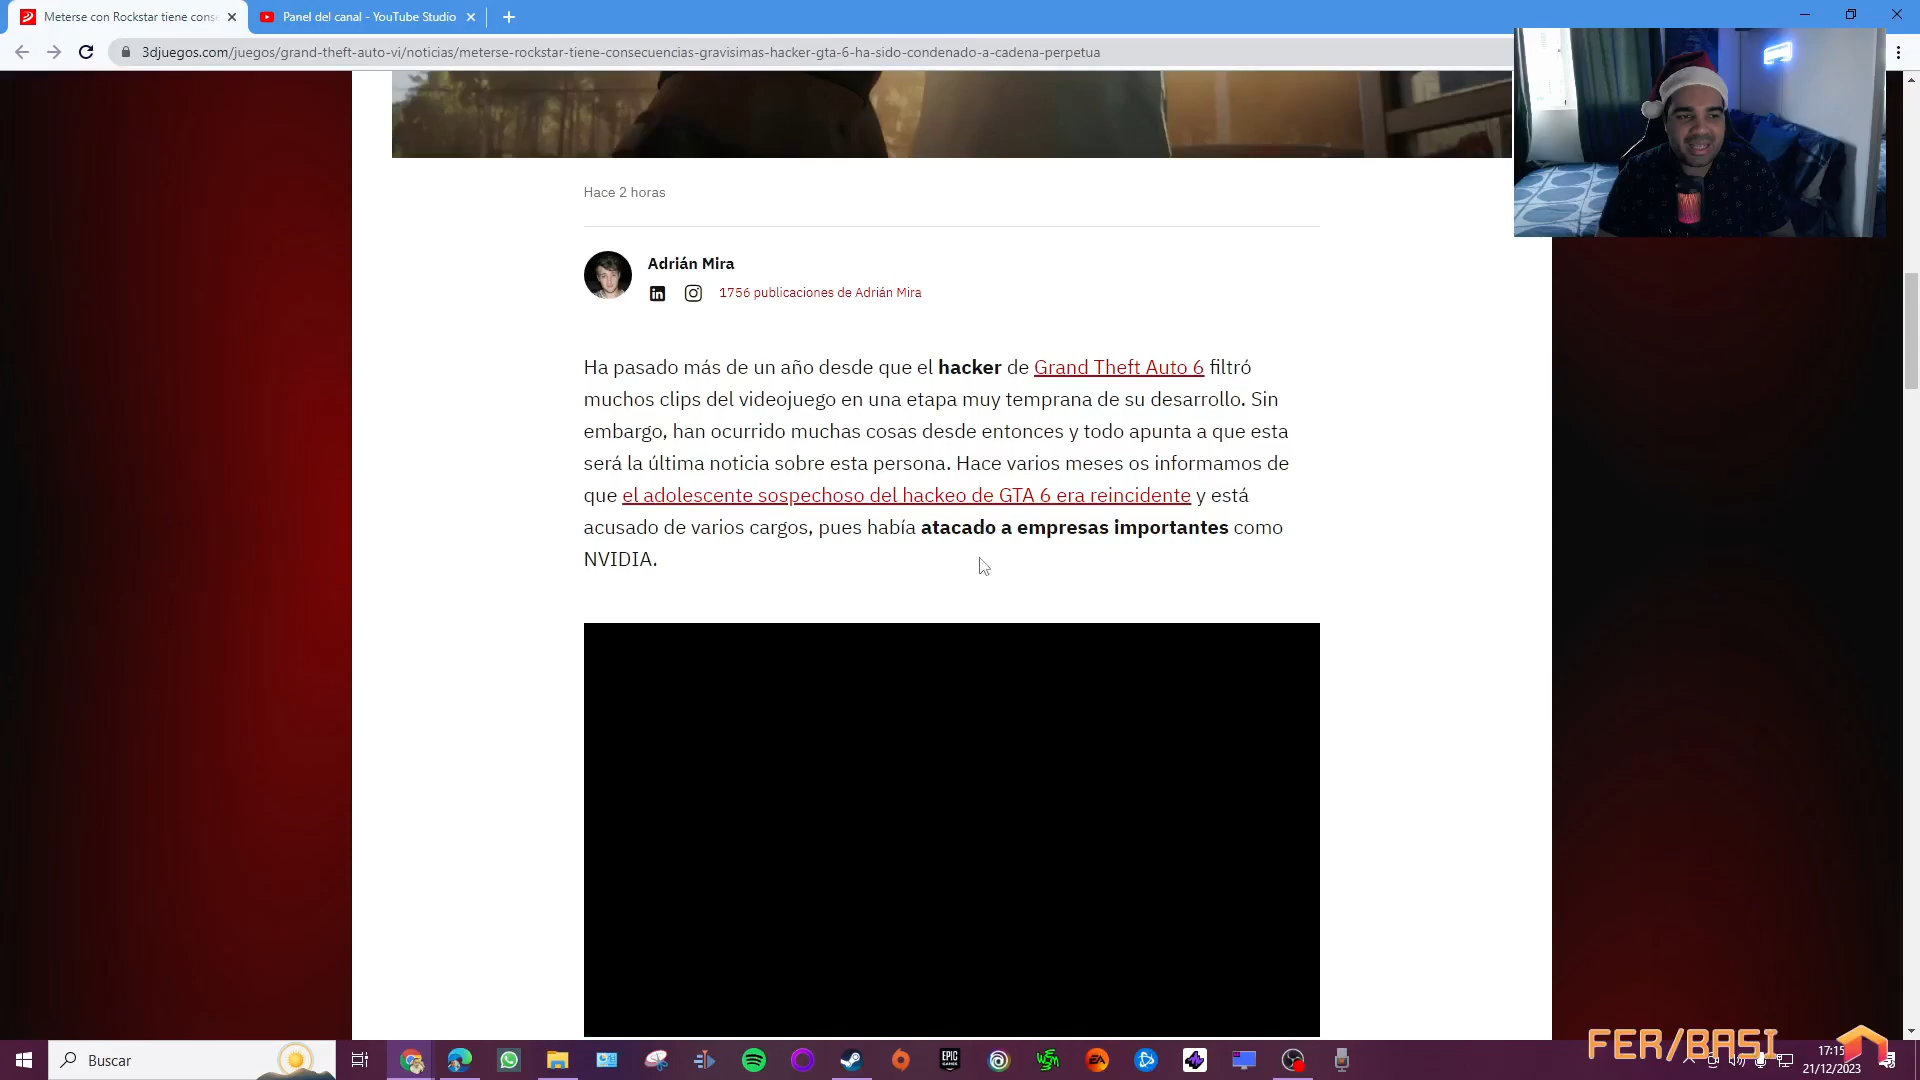 Meterse con Rockstar tiene cons
Panel del canal - YouTube Studio
3djuegos.com/juegos/grand-theft-auto-vi/noticias/meterse-rockstar-tiene-consecuencias-gravisimas-hacker-gta-6-ha-sido-condenado-a-cadena-perpetua
Hace 2 horas
Adrián Mira
1756 publicaciones de Adrián Mira
Ha pasado más de un año desde que el hacker de Grand Theft Auto 6 filtró
muchos clips del videojuego en una etapa muy temprana de su desarrollo. Sin
embargo, han ocurrido muchas cosas desde entonces y todo apunta a que esta
será la última noticia sobre esta persona. Hace varios meses os informamos de
que el adolescente sospechoso del hackeo de GTA 6 era reincidente y está
acusado de varios cargos, pues había atacado a empresas importantes como
NVIDIA.
FER/BASI
Buscar
EPIC
GAMES
EA
17:15
21/12/2023